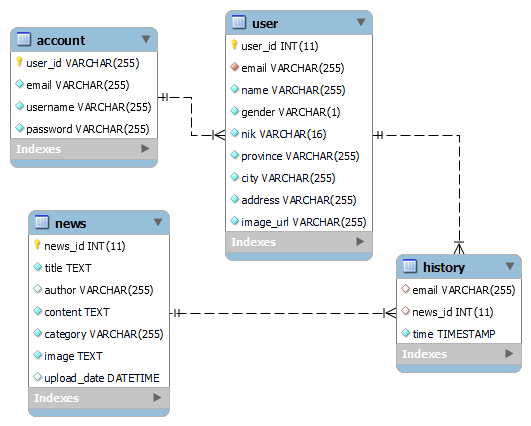 account
user_id VARCHAR(255)
email VARCHAR(255)
username VARCHAR(255)
password VARCHAR(255)
Indexes
user
user_id INT(11)
email VARCHAR(255)
name VARCHAR(255)
gender VARCHAR(1)
nik VARCHAR(16)
province VARCHAR(255)
city VARCHAR(255)
address VARCHAR(255)
image_url VARCHAR(255)
Indexes
news
news_id INT(11)
title TEXT
author VARCHAR(255)
content TEXT
category VARCHAR(255)
image TEXT
upload_date DATETIME
Indexes
history
email VARCHAR(255)
news_id INT(11)
time TIMESTAMP
Indexes